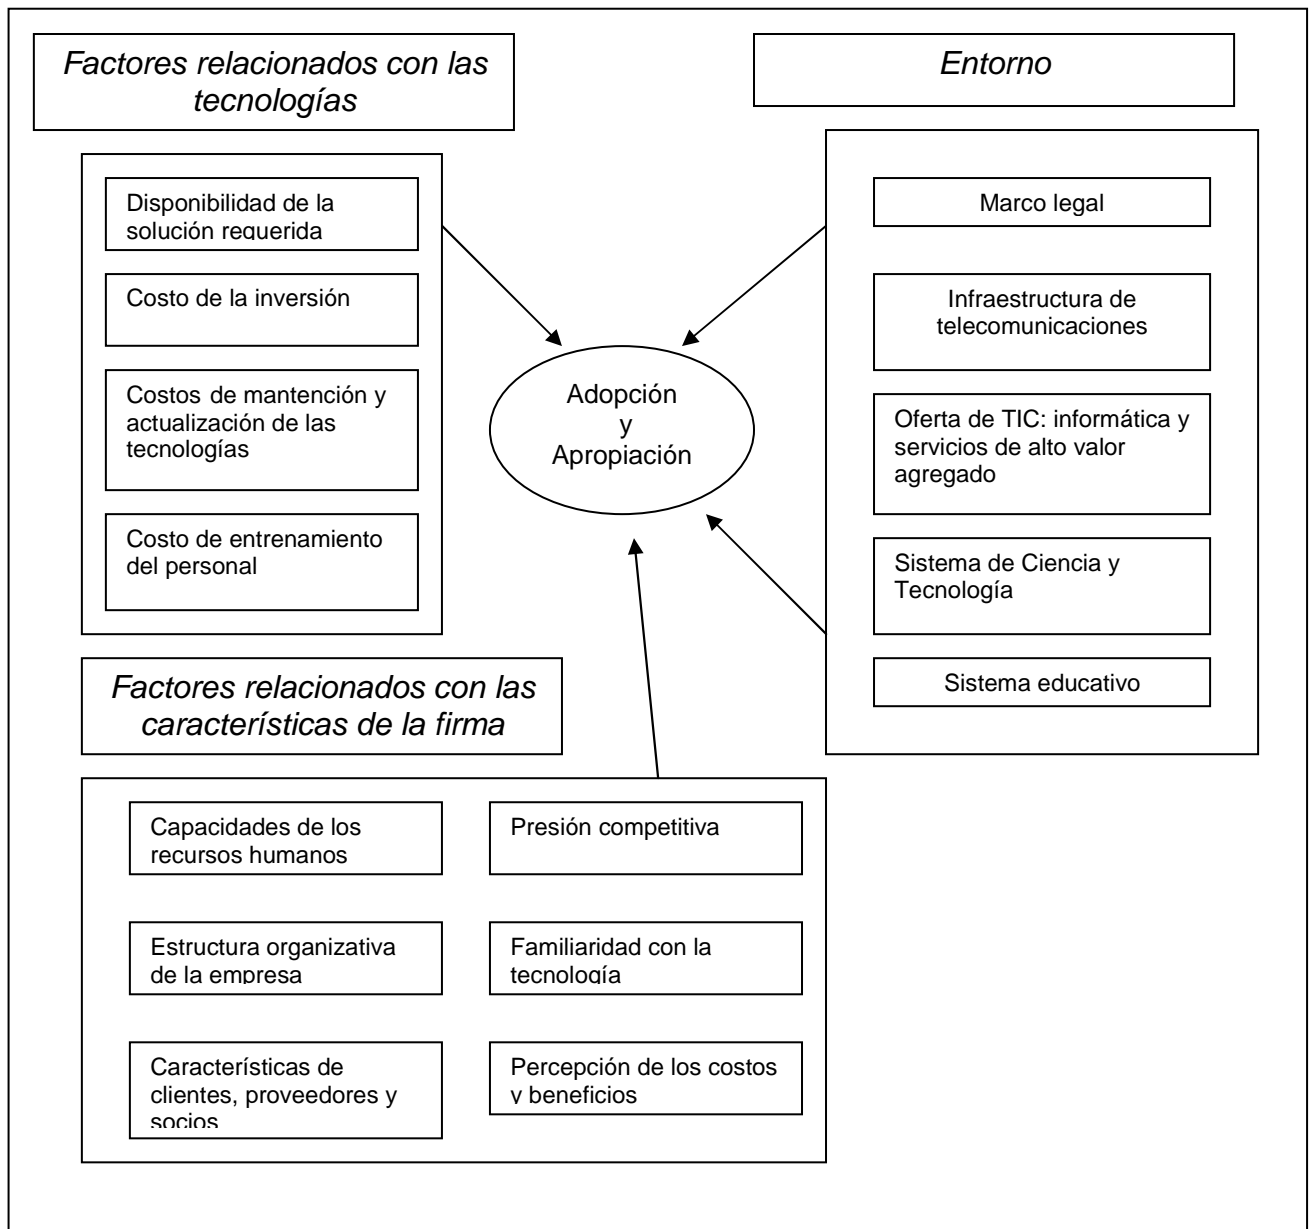 Factores relacionados con las
tecnologías
Entorno
Disponibilidad de la
solución requerida
Costo de la inversión
Costos de mantención y
actualización de las
tecnologías
Costo de entrenamiento
del personal
Marco legal
Infraestructura de
telecomunicaciones
Oferta de TIC: informática y
servicios de alto valor
agregado
Sistema de Ciencia y
Tecnología
Sistema educativo
Adopción
y
Apropiación
Factores relacionados con las
características de la firma
Capacidades de los
recursos humanos
Presión competitiva
Estructura organizativa
de la empresa
Familiaridad con la
tecnología
Características de
clientes, proveedores y
socios
Percepción de los costos
y beneficios